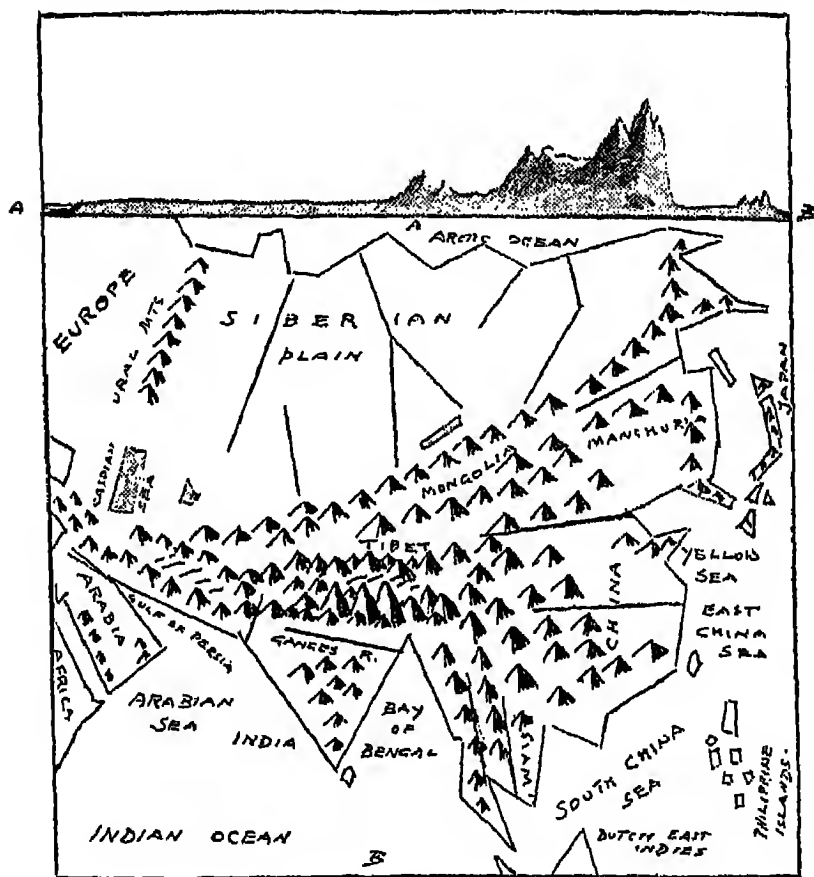 A
B
A
ARCTIC OCEAN
EUROPE
URAL MTS
SIBERIAN
PLAIN
JAPAN
MANCHURIA
MONGOLIA
CASPIAN
SEA
TIBET
YELLOW
SEA
CHINA
EAST
CHINA
SEA
ARABIA
GULF OF PERSIA
GANGES R.
AFRICA
ARABIAN
SEA
INDIA
BAY
OF
BENGAL
SIAM
SOUTH CHINA
SEA
PHILIPPINE
ISLANDS.
INDIAN OCEAN
B
DUTCH EAST
INDIES